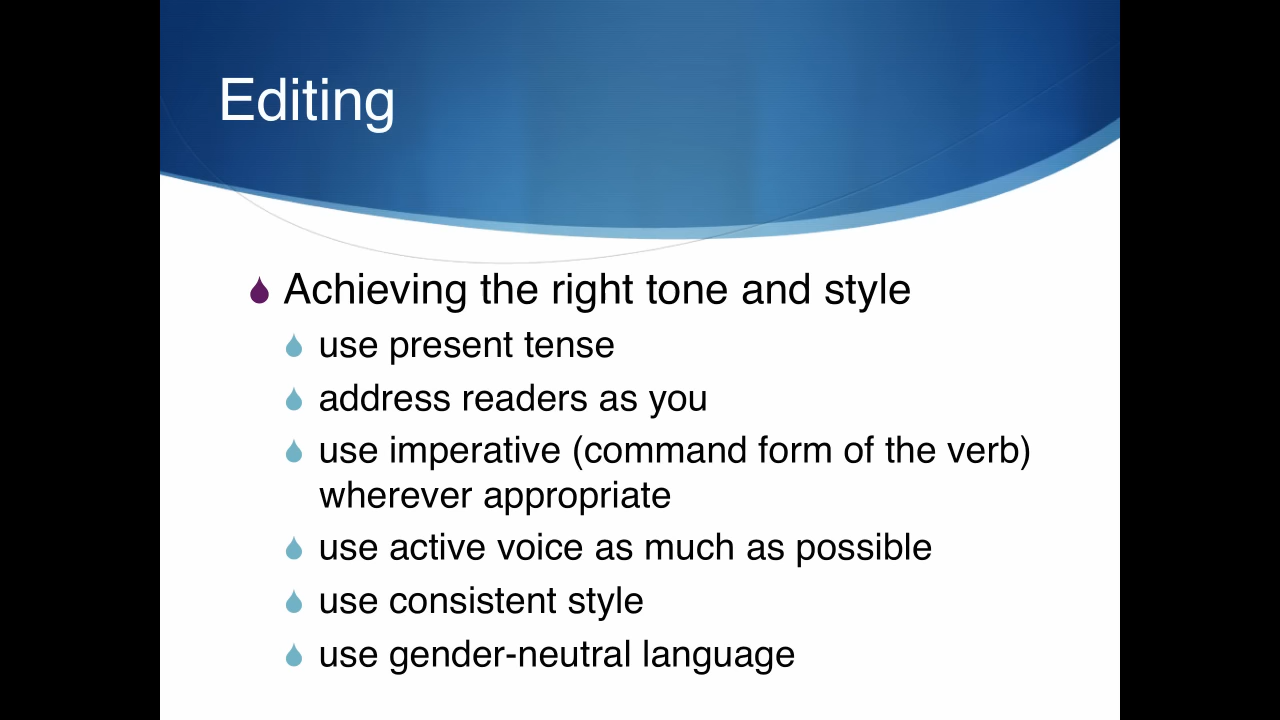 Editing
Achieving the right tone and style
use present tense
address readers as you
use imperative (command form of the verb)
wherever appropriate
use active voice as much as possible
use consistent style
use gender-neutral language